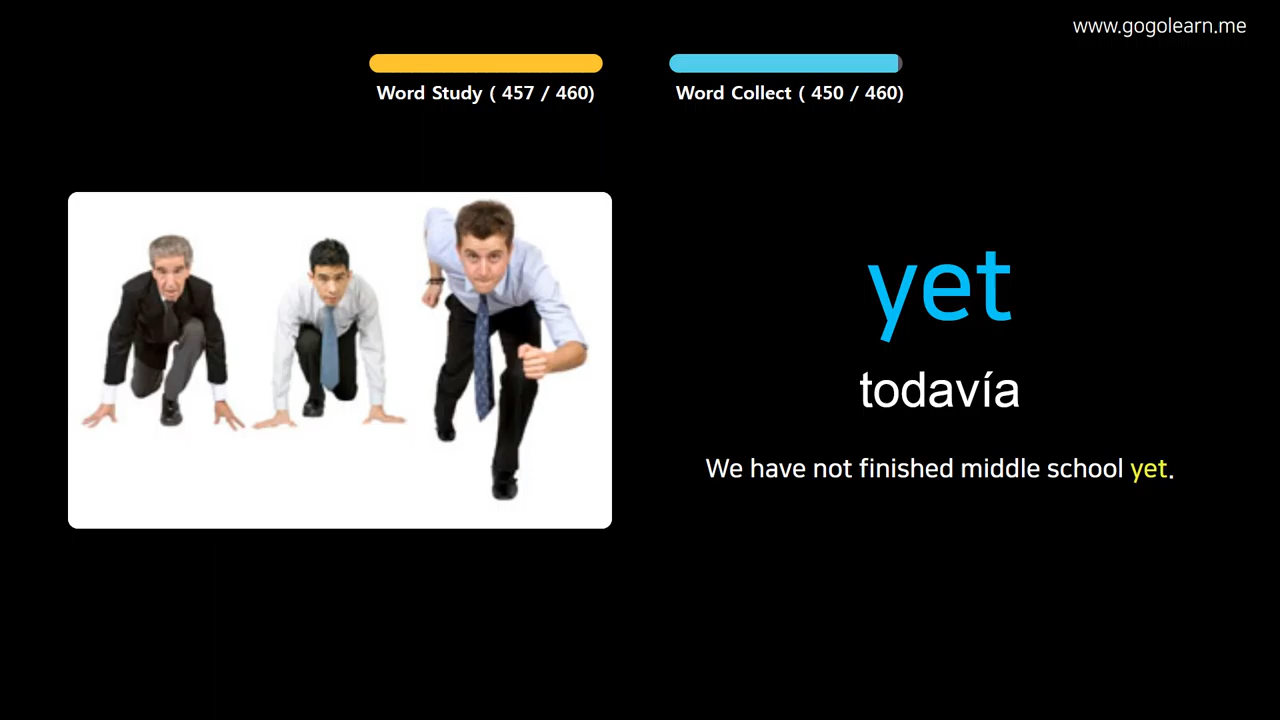 www.gogolearn.me
Word Study ( 457 / 460)
Word Collect ( 450 / 460)
yet
todavía
We have not finished middle school yet.